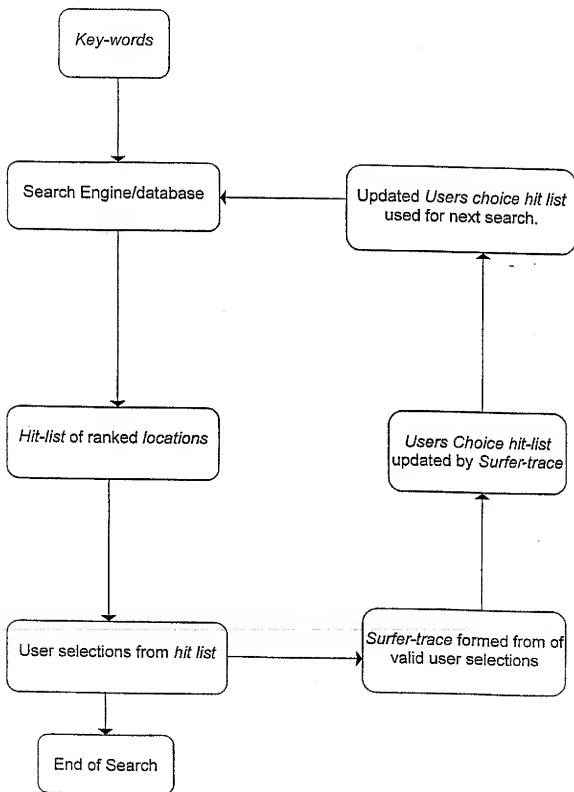 Key-words
Search Engine/database
Updated Users choice hit list
used for next search.
Hit-list of ranked locations
Users Choice hit-list
updated by Surfer-trace
User selections from hit list
Surfer-trace formed from of
valid user selections
End of Search